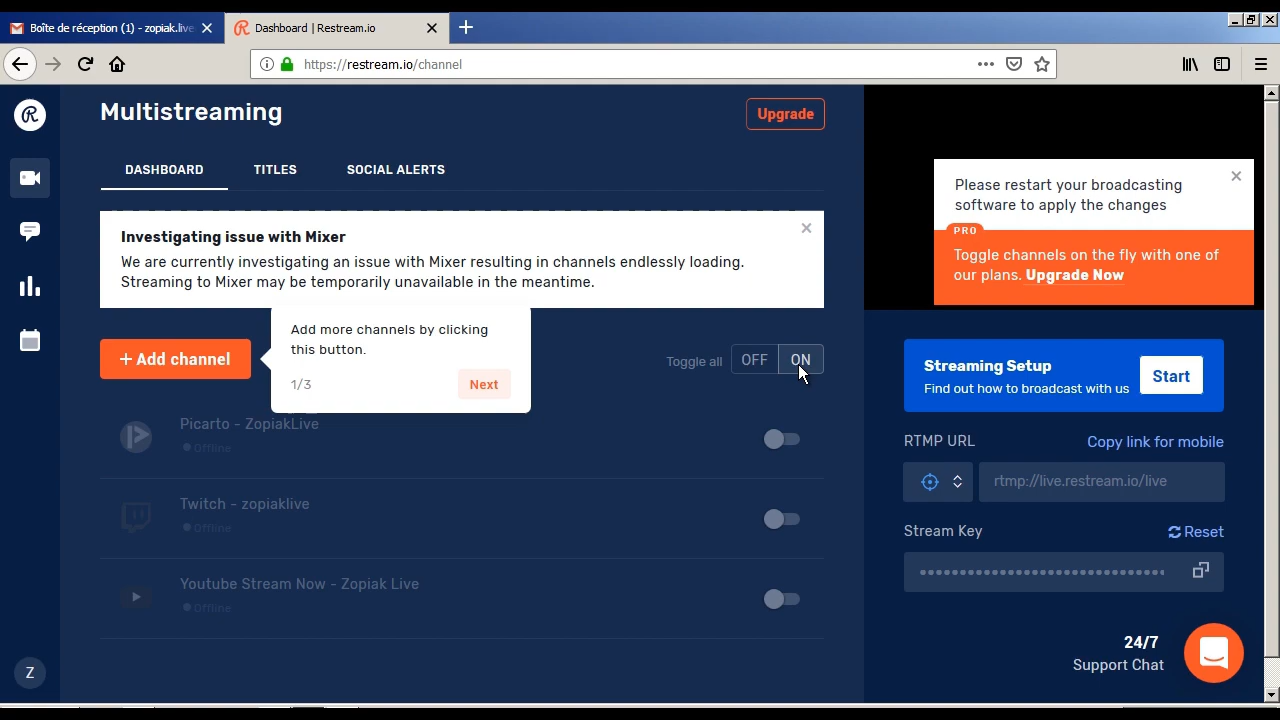 Boîte de réception (1) - zopiak.live
Dashboard | Restream.io
https://restream.io/channel
Multistreaming
Upgrade
DASHBOARD
TITLES
SOCIAL ALERTS
Investigating issue with Mixer
We are currently investigating an issue with Mixer resulting in channels endlessly loading.
Streaming to Mixer may be temporarily unavailable in the meantime.
Add more channels by clicking
this button.
1/3
Next
+ Add channel
Toggle all
OFF
ON
Picarto - ZopiakLive
Offline
Twitch - zopiaklive
Offline
Youtube Stream Now - Zopiak Live
Offline
Z
Please restart your broadcasting
software to apply the changes
PRO
Toggle channels on the fly with one of
our plans. Upgrade Now
Streaming Setup
Find out how to broadcast with us
Start
RTMP URL
Copy link for mobile
rtmp://live.restream.io/live
Stream Key
Reset
24/7
Support Chat